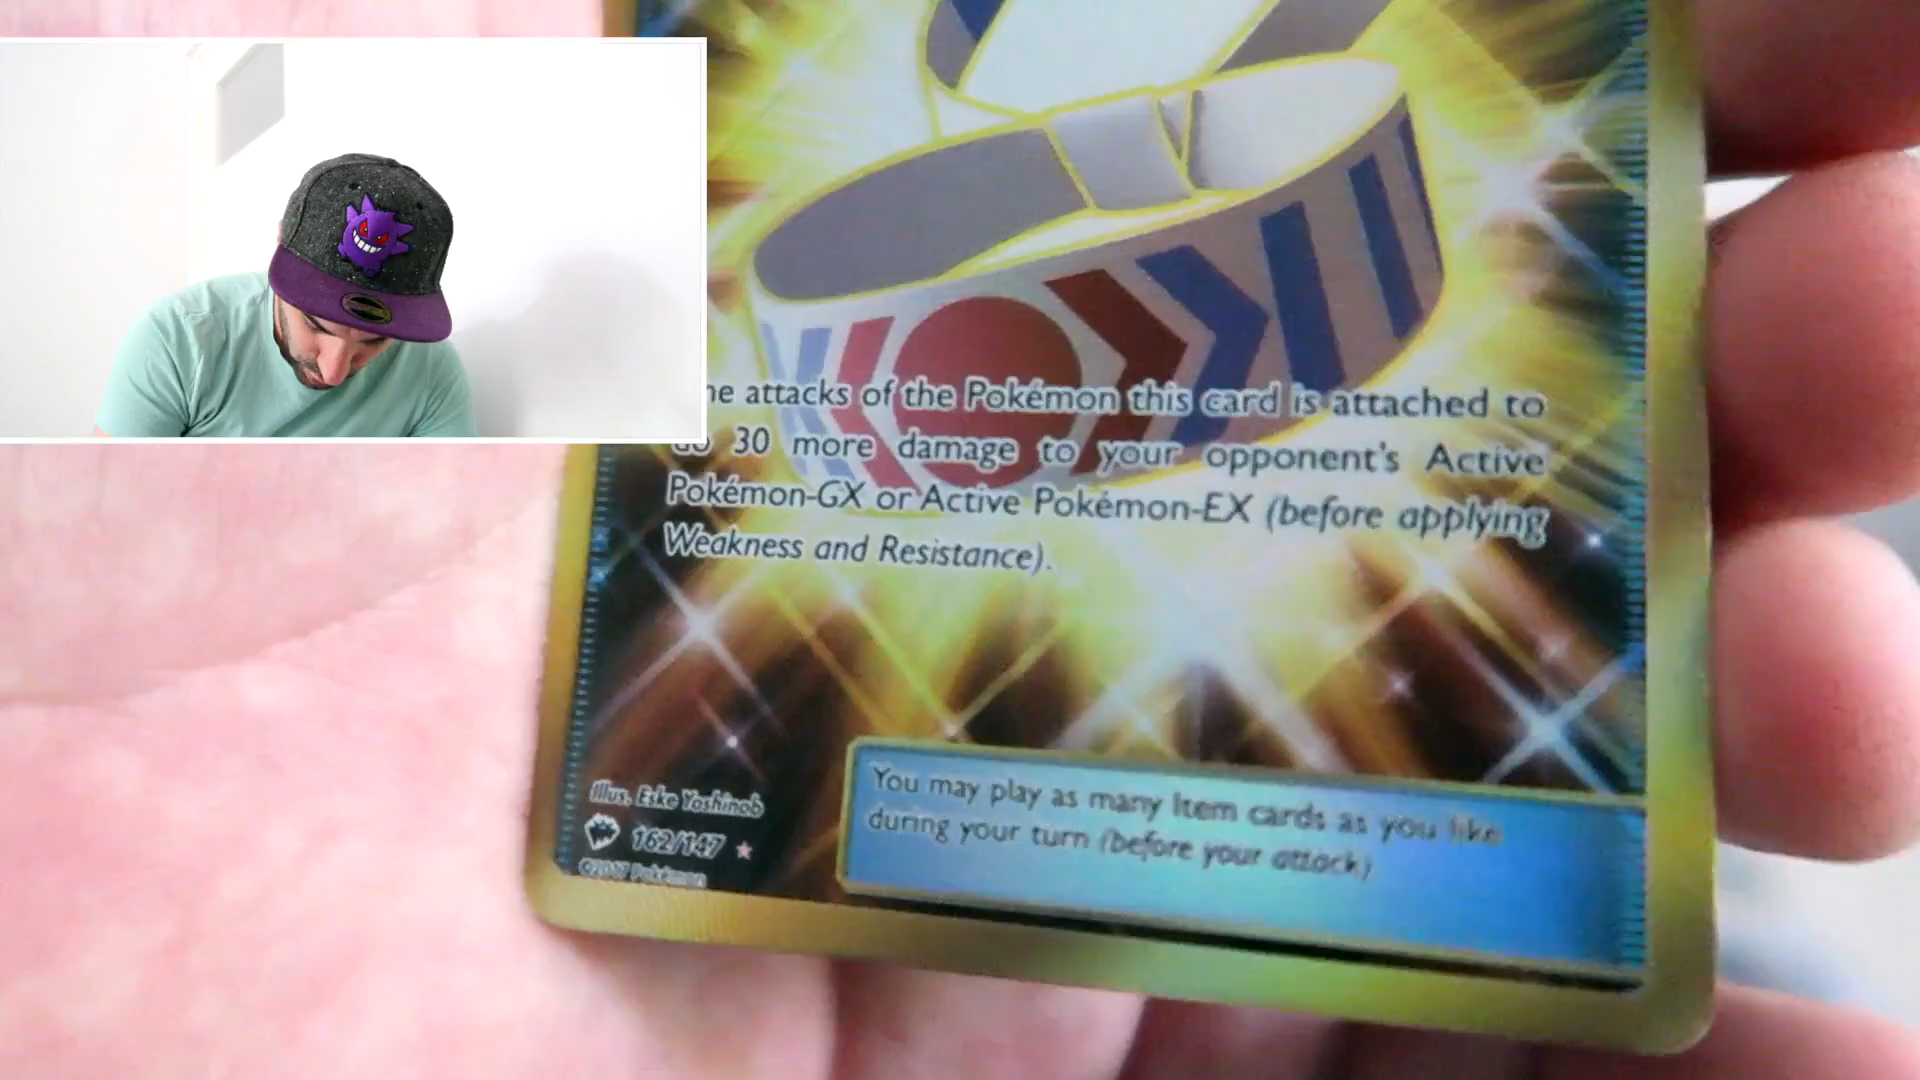 he attacks of the Pokémon this card is attached to
do 30 more damage to your opponent's Active
Pokémon-GX or Active Pokémon-EX (before applying
Weakness and Resistance).
You may play as many Item cards as you like
during your turn (before your attack)
Illus. Eske Yoshinob
162/147
©2017 Pokémon